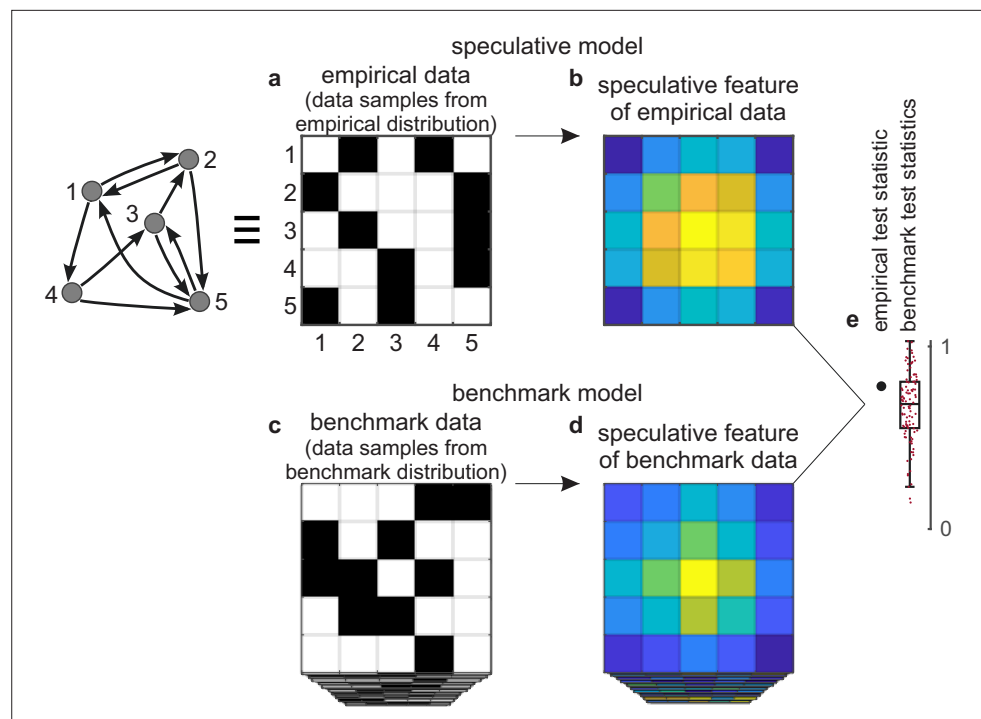 speculative model
a
empirical data
(data samples from
empirical distribution)
b
speculative feature
of empirical data
1
2
3
4
5
≡
1
2
3
4
5
1
2
3
4
5
benchmark model
c
benchmark data
(data samples from
benchmark distribution)
d
speculative feature
of benchmark data
e
empirical test statistic
benchmark test statistics
1
0